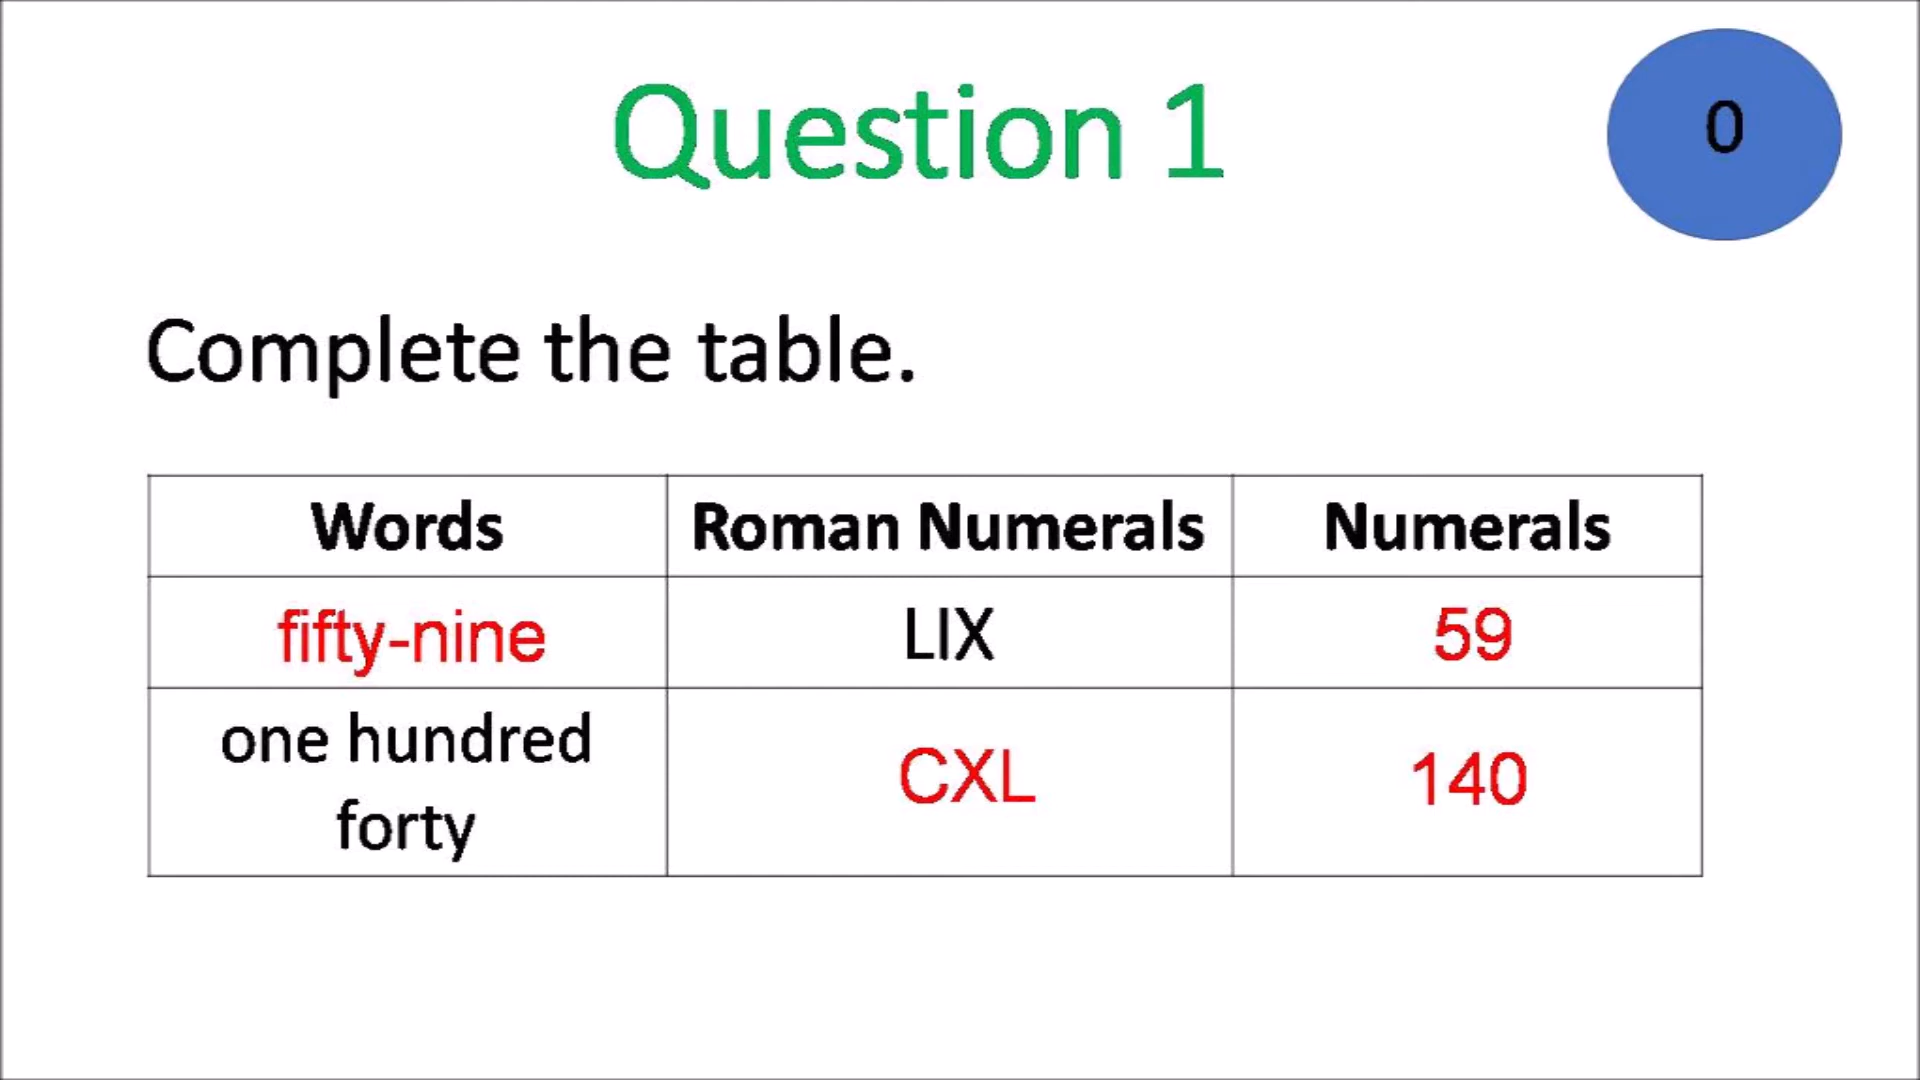 Question 1
0
Complete the table.
Words Roman Numerals Numerals
fifty-nine LIX 59
one hundred
forty CXL 140